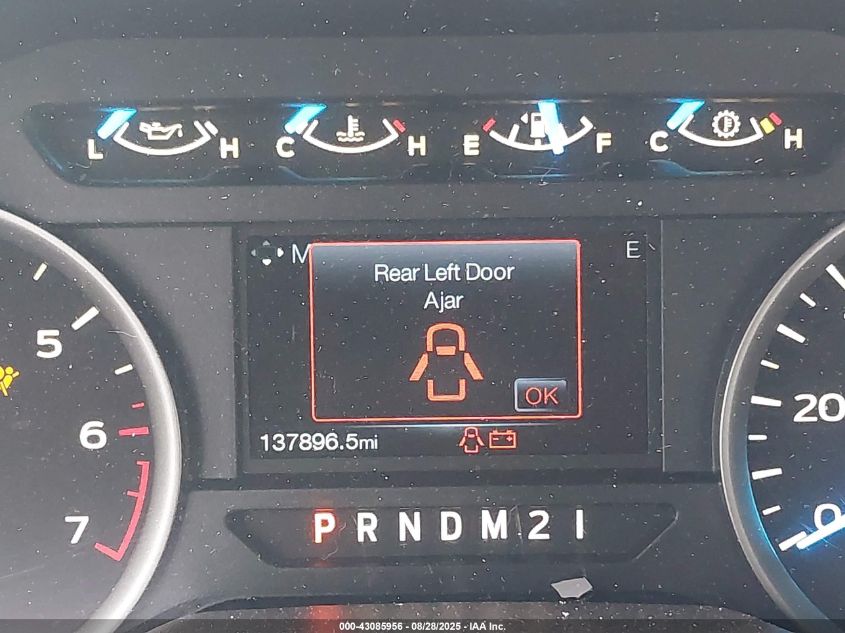 L H C H E F C H
M E
Rear Left Door
Ajar
OK
137896.5mi
5
6
7
20
0
P R N D M 2 1
000-43085956 - 08/28/2025 - IAA Inc.